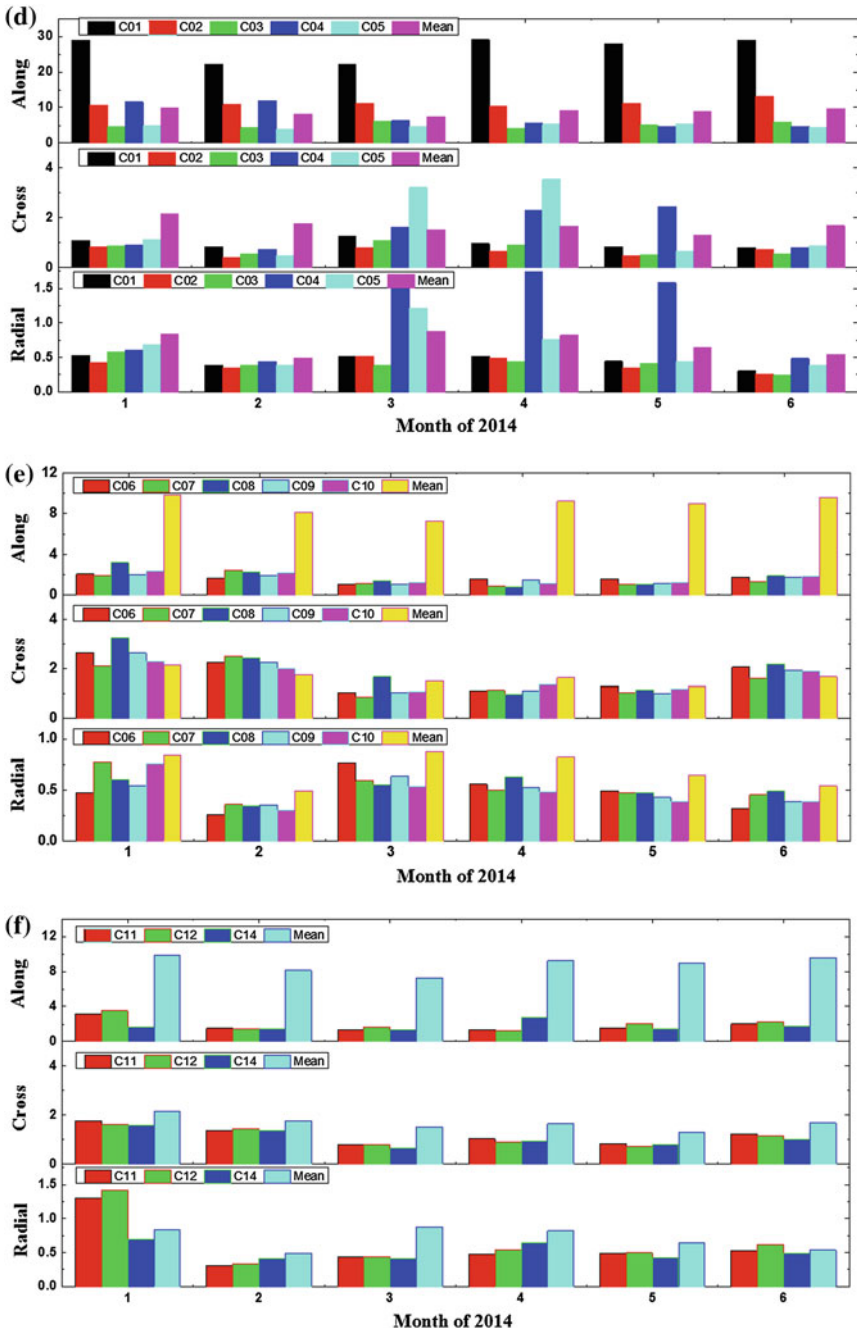 (d)
C01 C02 C03 C04 C05 Mean
30
20
10
0
Along
C01 C02 C03 C04 C05 Mean
4
2
0
Cross
C01 C02 C03 C04 C05 Mean
1.5
1.0
0.5
0.0
Radial
1 2 3 4 5 6
Month of 2014
(e)
12
C06 C07 C08 C09 C10 Mean
8
4
0
Along
C06 C07 C08 C09 C10 Mean
4
2
0
Cross
C06 C07 C08 C09 C10 Mean
1.0
0.5
0.0
Radial
1 2 3 4 5 6
Month of 2014
(f)
C11 C12 C14 Mean
12
8
4
0
Along
C11 C12 C14 Mean
4
2
0
Cross
C11 C12 C14 Mean
1.5
1.0
0.5
0.0
Radial
1 2 3 4 5 6
Month of 2014